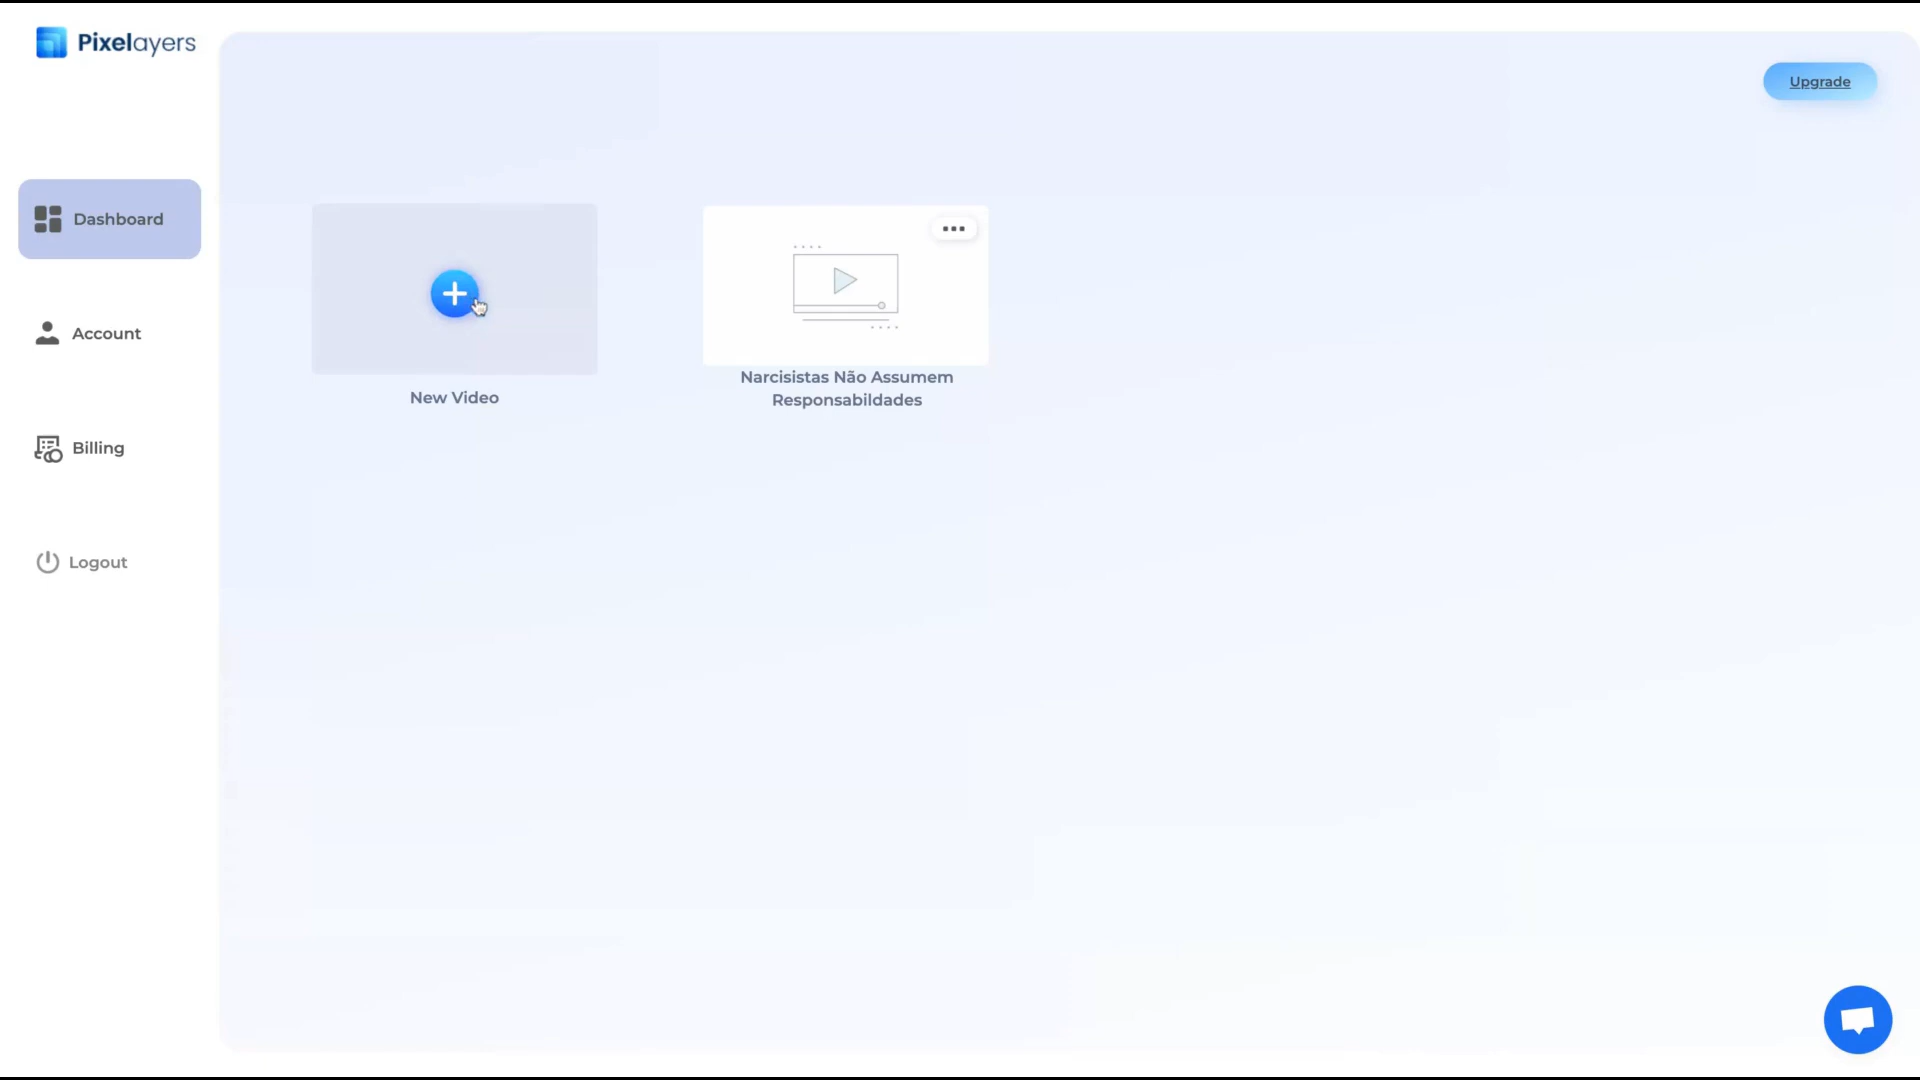 Pixelayers
Upgrade
Dashboard
Account
Billing
Logout
New Video
Narcisistas Não Assumem
Responsabildades